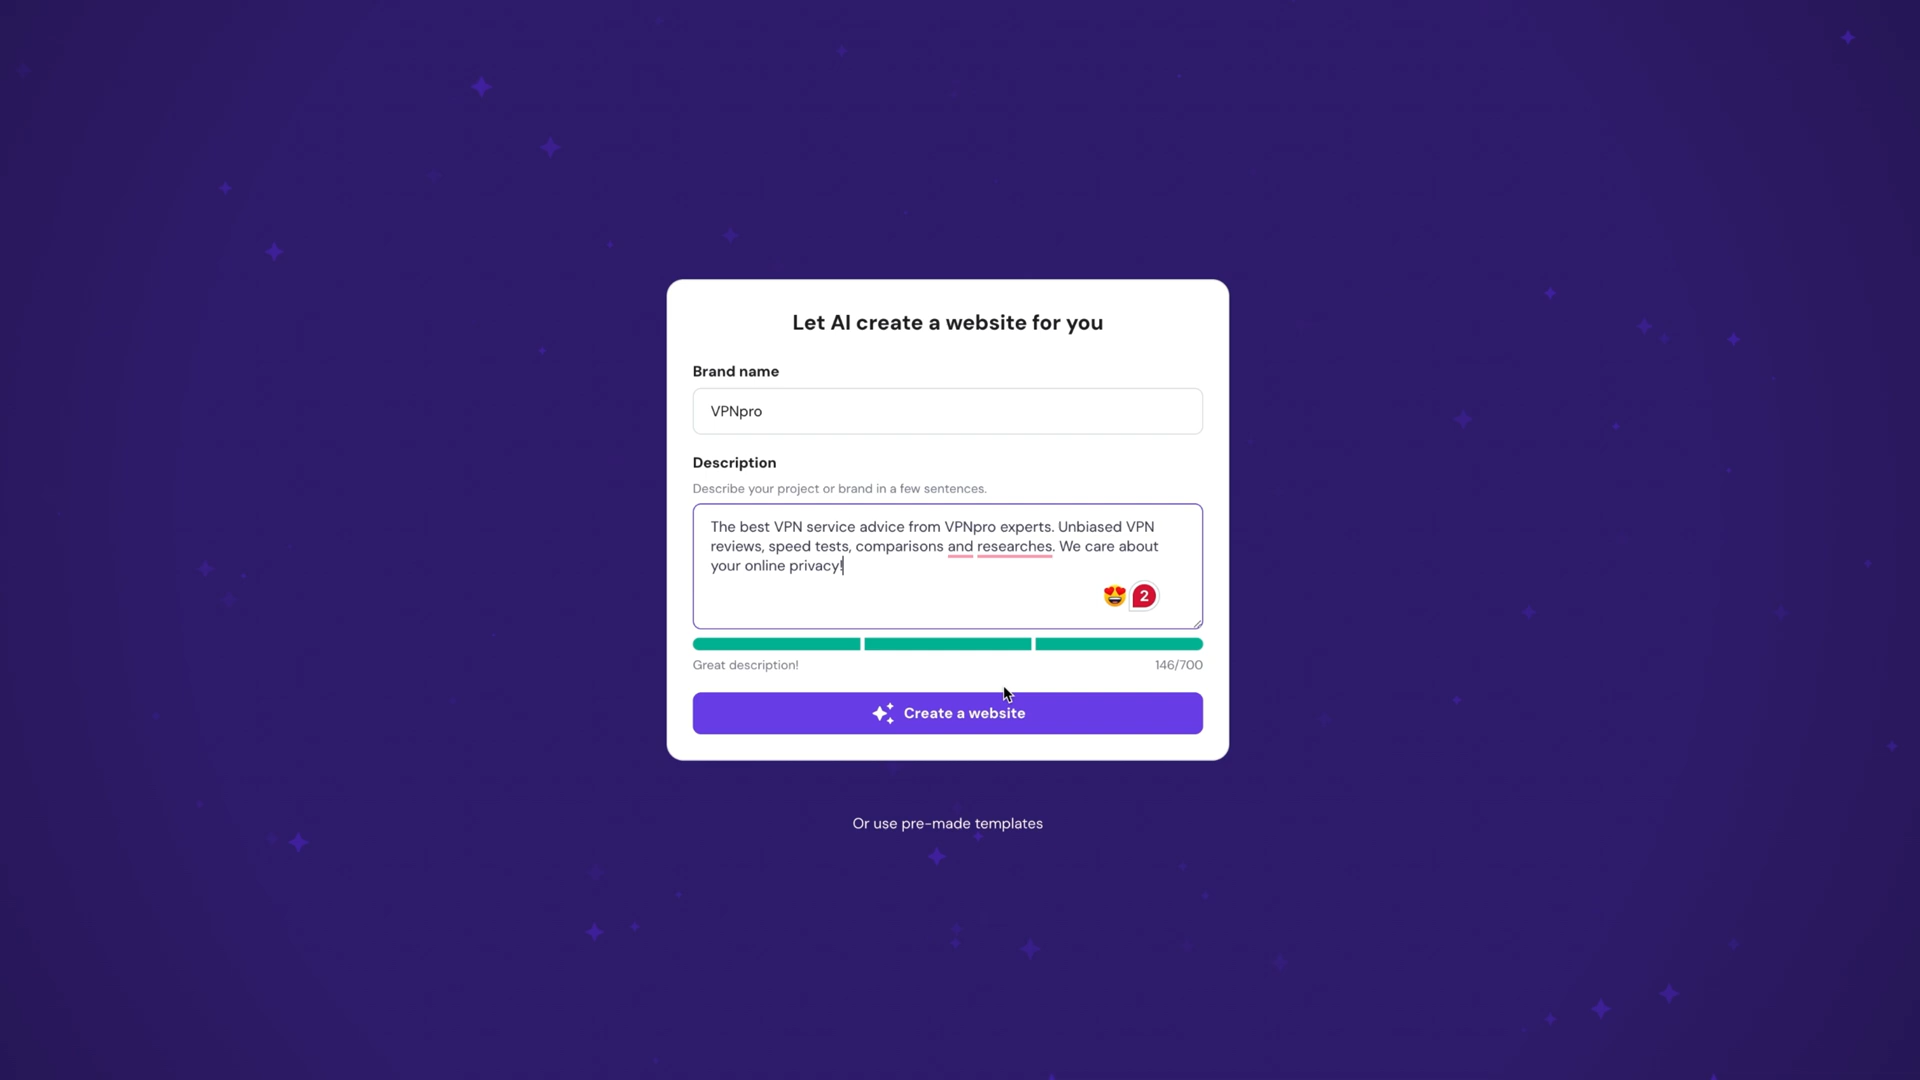 Let AI create a website for you
Brand name
VPNpro
Description
Describe your project or brand in a few sentences.
The best VPN service advice from VPNpro experts. Unbiased VPN
reviews, speed tests, comparisons and researches. We care about
your online privacy!
2
Great description!
146/700
Create a website
Or use pre-made templates